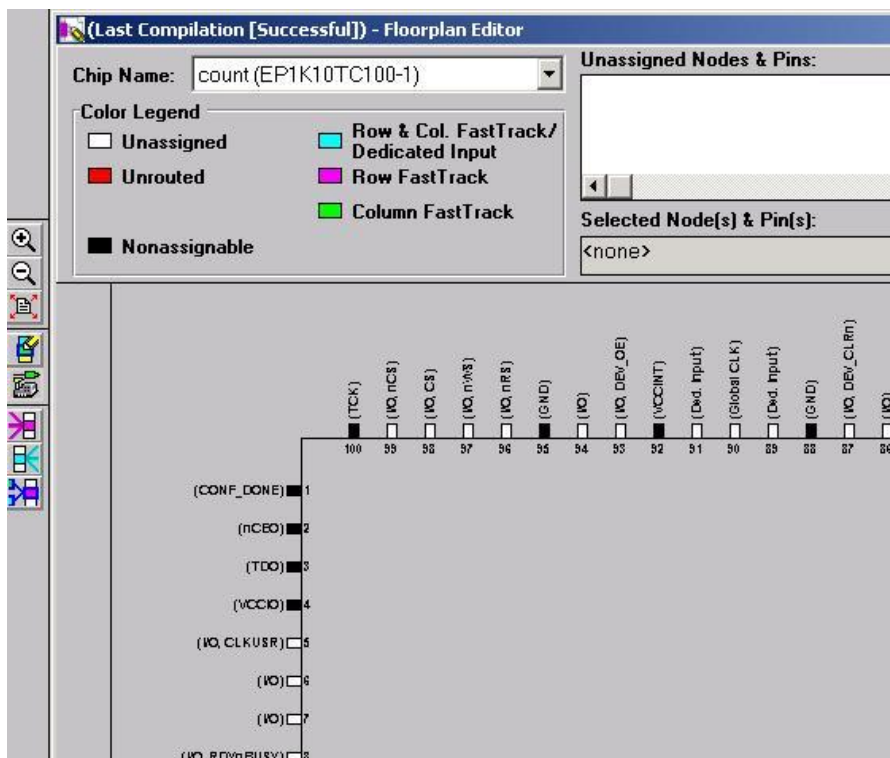 (Last Compilation [Successful]) - Floorplan Editor
Chip Name: count (EP1K10TC100-1)
Unassigned Nodes & Pins:
Color Legend
Unassigned
Row & Col. FastTrack/
Dedicated Input
Unrouted
Row FastTrack
Column FastTrack
Nonassignable
Selected Node(s) & Pin(s):
<none>
(TCK)
(I/O, nCS)
(I/O, CS)
(I/O, nWS)
(I/O, nRS)
(GND)
(I/O)
(I/O, DEV_OE)
(VCCINT)
(Ded. Input)
(Global CLK)
(Ded. Input)
(GND)
(I/O, DEV_CLRn)
(I/O)
100 99 98 97 96 95 94 93 92 91 90 89 88 87 86
(CONF_DONE) 1
(nCEO) 2
(TDO) 3
(VCCIO) 4
(I/O, CLKUSR) 5
(I/O) 6
(I/O) 7
(I/O, RDYnBUSY) 8